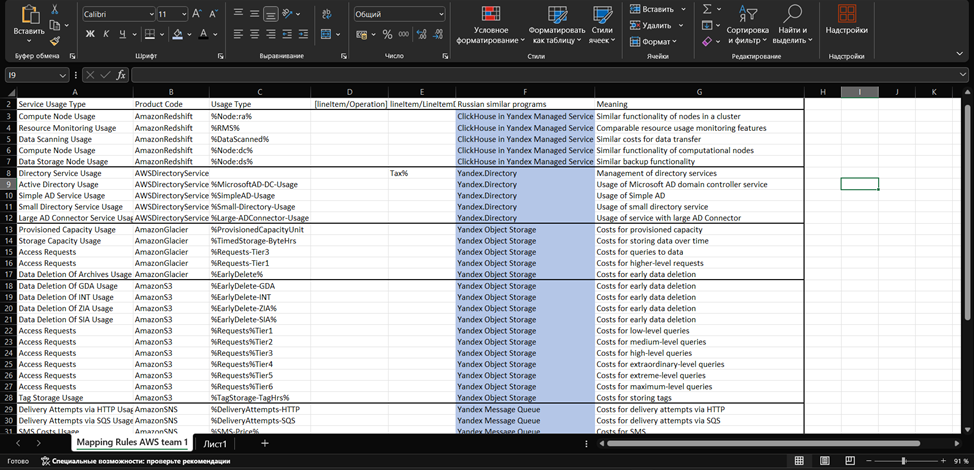 Вставить
Буфер обмена
Calibri 11
Ж К Ч
Шрифт
Выравнивание
Общий
% 000
Число
Условное форматирование
Форматировать как таблицу
Стили ячеек
Стили
Вставить
Удалить
Формат
Ячейки
Сортировка и фильтр
Найти и выделить
Редактирование
Надстройки
Надстройки
I9 fx
A B C D E F G H I J K
2 Service Usage Type Product Code Usage Type [lineItem/Operation] lineItem/LineItemD Russian similar programs Meaning
3 Compute Node Usage AmazonRedshift %Node:ra% ClickHouse in Yandex Managed Service Similar functionality of nodes in a cluster
4 Resource Monitoring Usage AmazonRedshift %RMS% ClickHouse in Yandex Managed Service Comparable resource usage monitoring features
5 Data Scanning Usage AmazonRedshift %DataScanned% ClickHouse in Yandex Managed Service Similar costs for data transfer
6 Compute Node Usage AmazonRedshift %Node:dc% ClickHouse in Yandex Managed Service Similar functionality of computational nodes
7 Data Storage Node Usage AmazonRedshift %Node:ds% ClickHouse in Yandex Managed Service Similar backup functionality
8 Directory Service Usage AWSDirectoryService Tax% Yandex.Directory Management of directory services
9 Active Directory Usage AWSDirectoryService %MicrosoftAD-DC-Usage Yandex.Directory Usage of Microsoft AD domain controller service
10 Simple AD Service Usage AWSDirectoryService %SimpleAD-Usage Yandex.Directory Usage of Simple AD
11 Small Directory Service Usage AWSDirectoryService %Small-Directory-Usage Yandex.Directory Usage of small directory service
12 Large AD Connector Service Usag AWSDirectoryService %Large-ADConnector-Usage Yandex.Directory Usage of service with large AD Connector
13 Provisioned Capacity Usage AmazonGlacier %ProvisionedCapacityUnit Yandex Object Storage Costs for provisioned capacity
14 Storage Capacity Usage AmazonGlacier %TimedStorage-ByteHrs Yandex Object Storage Costs for storing data over time
15 Access Requests AmazonGlacier %Requests-Tier3 Yandex Object Storage Costs for queries to data
16 Access Requests AmazonGlacier %Requests-Tier1 Yandex Object Storage Costs for higher-level requests
17 Data Deletion Of Archives Usage AmazonGlacier %EarlyDelete% Yandex Object Storage Costs for early data deletion
18 Data Deletion Of GDA Usage AmazonS3 %EarlyDelete-GDA Yandex Object Storage Costs for early data deletion
19 Data Deletion Of INT Usage AmazonS3 %EarlyDelete-INT Yandex Object Storage Costs for early data deletion
20 Data Deletion Of ZIA Usage AmazonS3 %EarlyDelete-ZIA% Yandex Object Storage Costs for early data deletion
21 Data Deletion Of SIA Usage AmazonS3 %EarlyDelete-SIA% Yandex Object Storage Costs for early data deletion
22 Access Requests AmazonS3 %Requests%Tier1 Yandex Object Storage Costs for low-level queries
23 Access Requests AmazonS3 %Requests%Tier2 Yandex Object Storage Costs for medium-level queries
24 Access Requests AmazonS3 %Requests%Tier3 Yandex Object Storage Costs for high-level queries
25 Access Requests AmazonS3 %Requests%Tier4 Yandex Object Storage Costs for extraordinary-level queries
26 Access Requests AmazonS3 %Requests%Tier5 Yandex Object Storage Costs for extreme-level queries
27 Access Requests AmazonS3 %Requests%Tier6 Yandex Object Storage Costs for maximum-level queries
28 Tag Storage Usage AmazonS3 %TagStorage-TagHrs% Yandex Object Storage Costs for storing tags
29 Delivery Attempts via HTTP Usag AmazonSNS %DeliveryAttempts-HTTP Yandex Message Queue Costs for delivery attempts via HTTP
30 Delivery Attempts via SQS Usage AmazonSNS %DeliveryAttempts-SQS Yandex Message Queue Costs for delivery attempts via SQS
31 SMS Costs Usage AmazonSNS %SMS-Price% Yandex Message Queue Costs for SMS
Mapping Rules AWS team 1 Лист1 +
Готово Специальные возможности: проверьте рекомендации 91 %